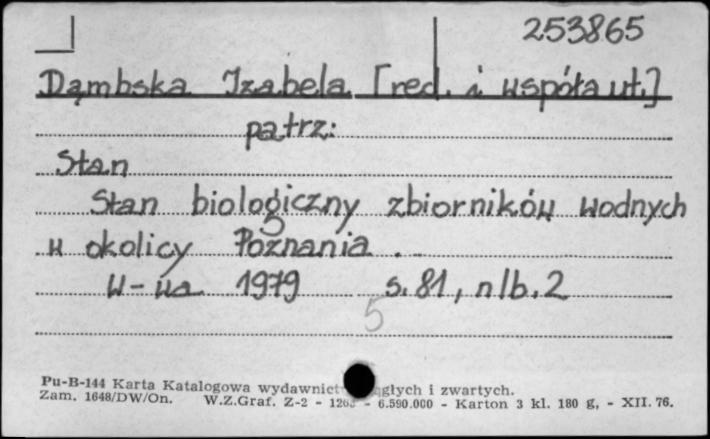 253865
Dąmbska Izabela [red. i współaut.]
patrz:
Stan
Stan biologiczny zbiorników wodnych
w okolicy Poznania.
W-wa 1979 s. 81, nlb. 2
5
Pu-B-144 Karta Katalogowa wydawnict głych i zwartych.
Zam. 1648/DW/On. W.Z.Graf. Z-2 - - 6.590.000 - Karton 3 kl. 180 g, - XII. 76.